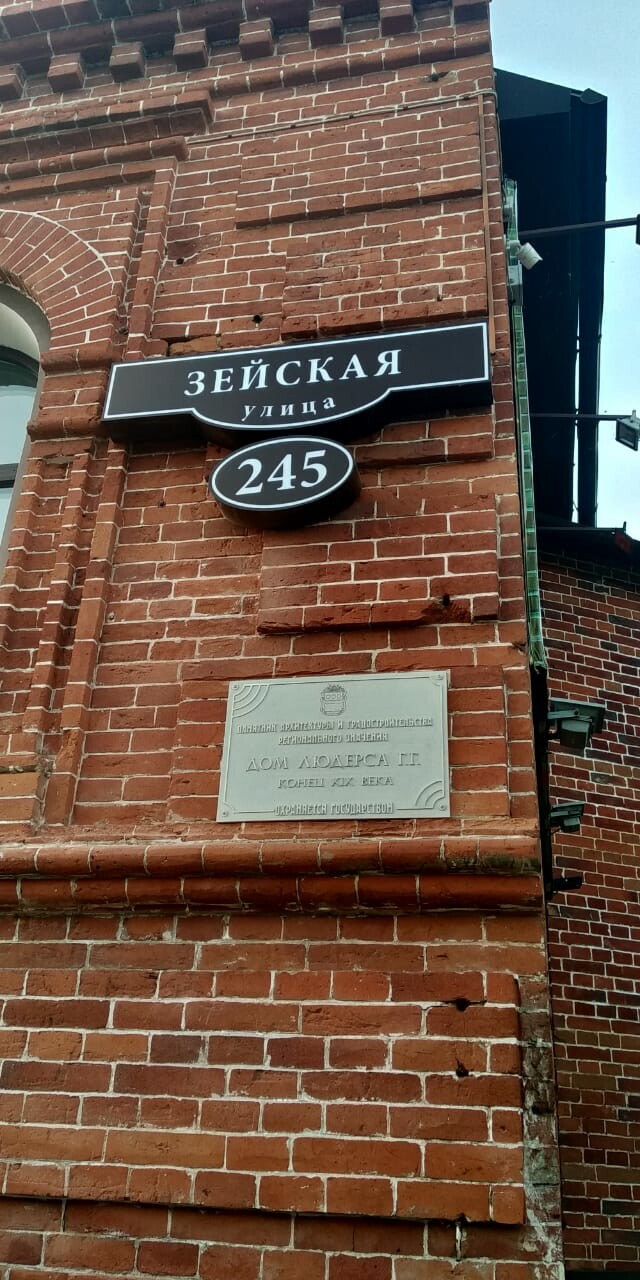 ЗЕЙСКАЯ
улица
245
ПАМЯТНИК АРХИТЕКТУРЫ И ГРАДОСТРОИТЕЛЬСТВА
РЕГИОНАЛЬНОГО ЗНАЧЕНИЯ
ДОМ ЛЮДЕРСА Г.Г.
КОНЕЦ XIX ВЕКА
ОХРАНЯЕТСЯ ГОСУДАРСТВОМ